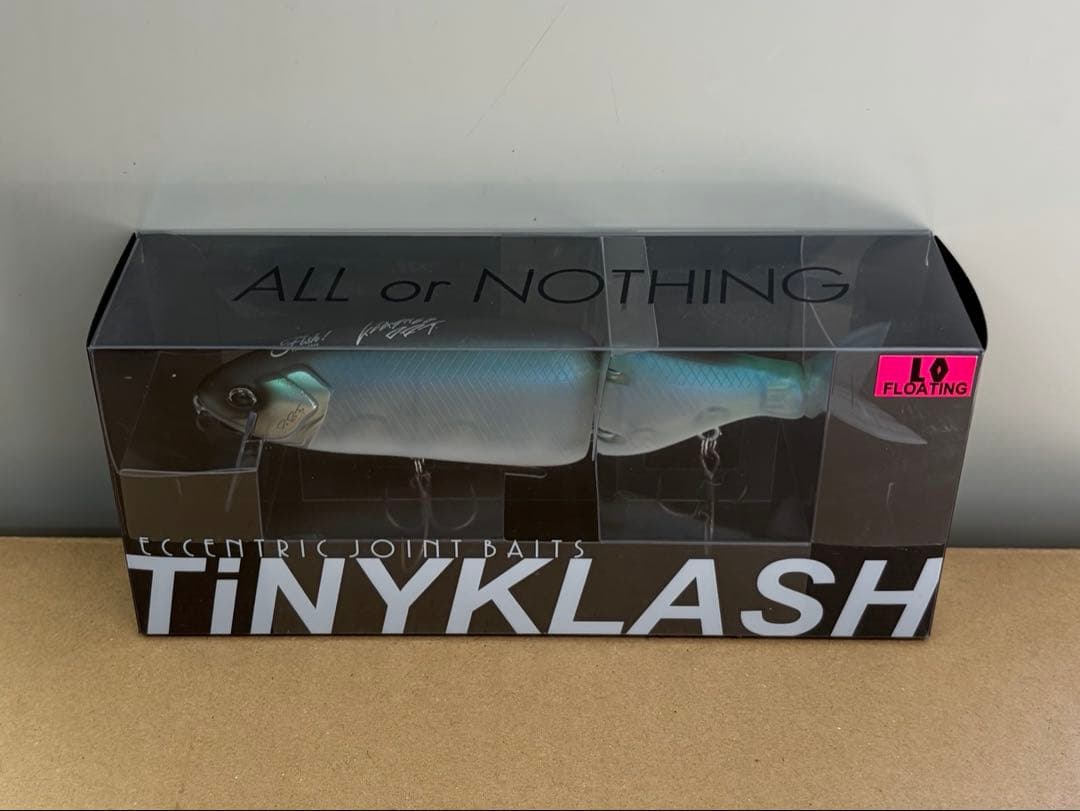 ALL or NOTHING
LO
FLOATING
ECCENTRIC JOINT BAITS
TiNYKLASH